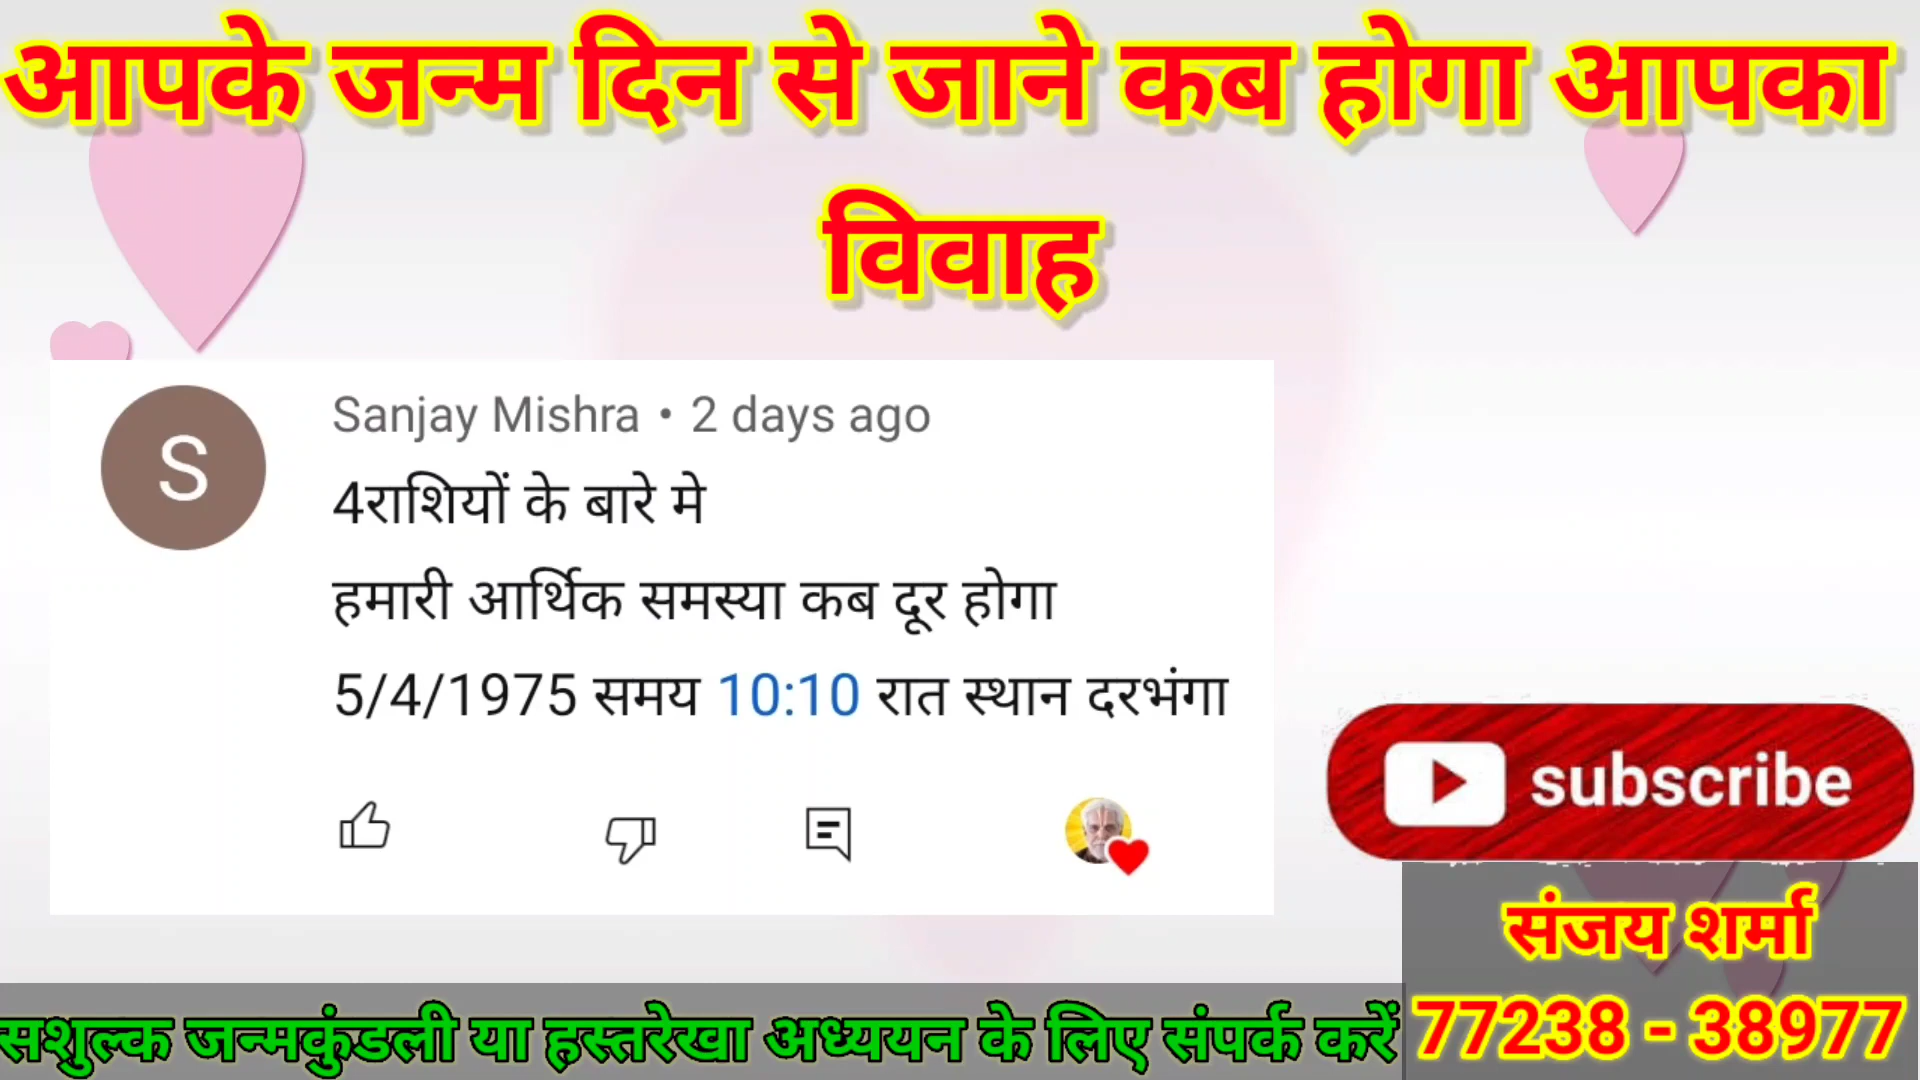 आपके जन्म दिन से जाने कब होगा आपका
विवाह
S
Sanjay Mishra • 2 days ago
4राशियों के बारे मे
हमारी आर्थिक समस्या कब दूर होगा
5/4/1975 समय 10:10 रात स्थान दरभंगा
subscribe
संजय शर्मा
सशुल्क जन्मकुंडली या हस्तरेखा अध्ययन के लिए संपर्क करें 77238 - 38977